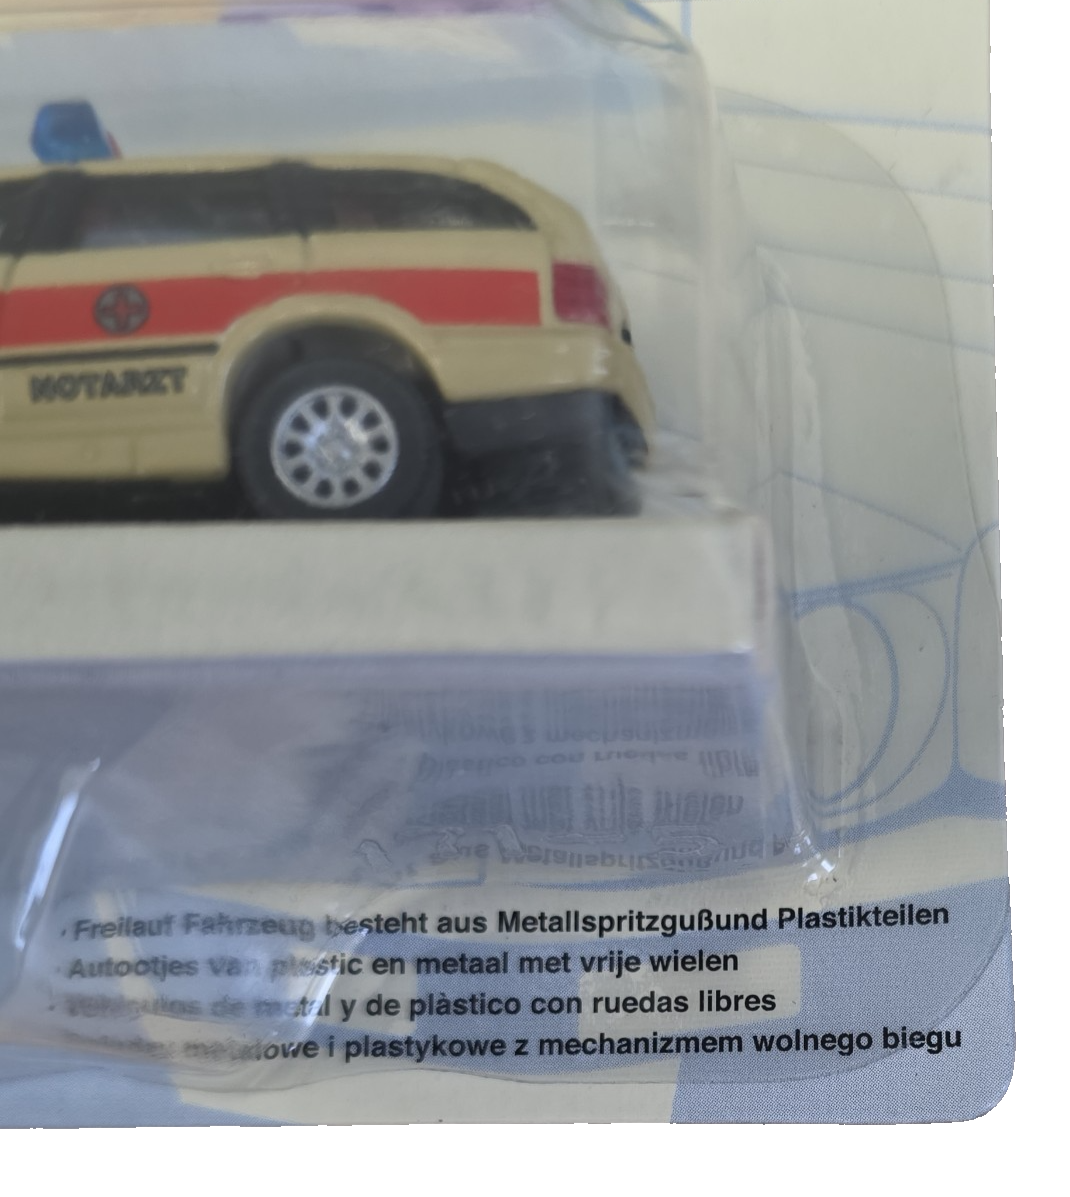 NOTARZT
· Freilauf Fahrzeug besteht aus Metallspritzgußund Plastikteilen
· Autootjes van plastic en metaal met vrije wielen
· Vehiculos de metal y de plàstico con ruedas libres
metalowe i plastykowe z mechanizmem wolnego biegu